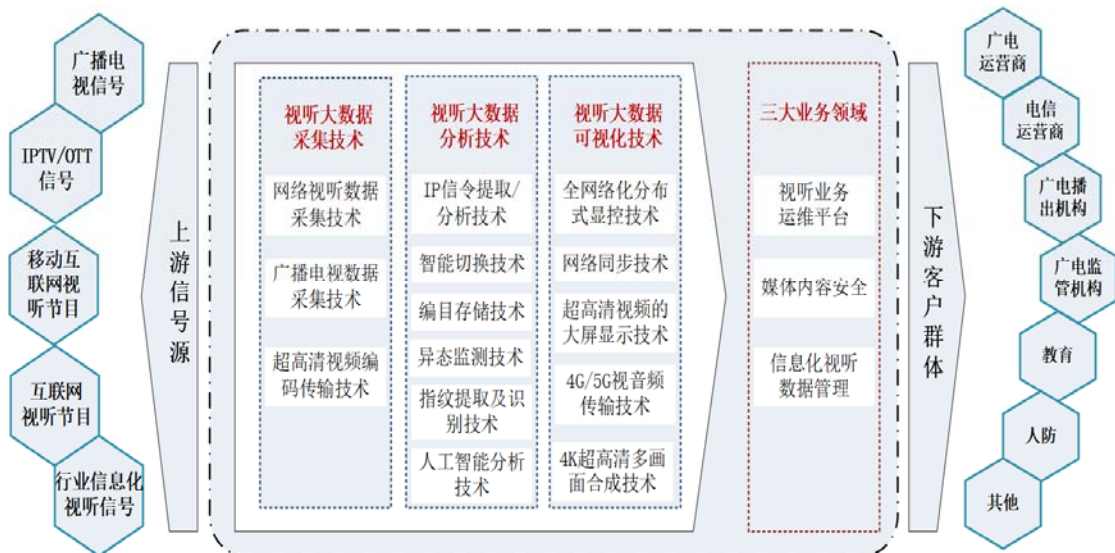 广播电
视信号
IPTV/OTT
信号
移动互
联网视
听节目
互联网
视听节目
行业信息化
视听信号
上游信号源
视听大数据
采集技术
网络视听数据
采集技术
广播电视数据
采集技术
超高清视频编
码传输技术
视听大数据
分析技术
IP信令提取/
分析技术
智能切换技术
编目存储技术
异态监测技术
指纹提取及识
别技术
人工智能分析
技术
视听大数据
可视化技术
全网络化分布
式显控技术
网络同步技术
超高清视频的
大屏显示技术
4G/5G视音频
传输技术
4K超高清多画
面合成技术
三大业务领域
视听业务
运维平台
媒体内容安全
信息化视听
数据管理
下游客户群体
广电
运营商
电信
运营商
广电播
出机构
广电监
管机构
教育
人防
其他